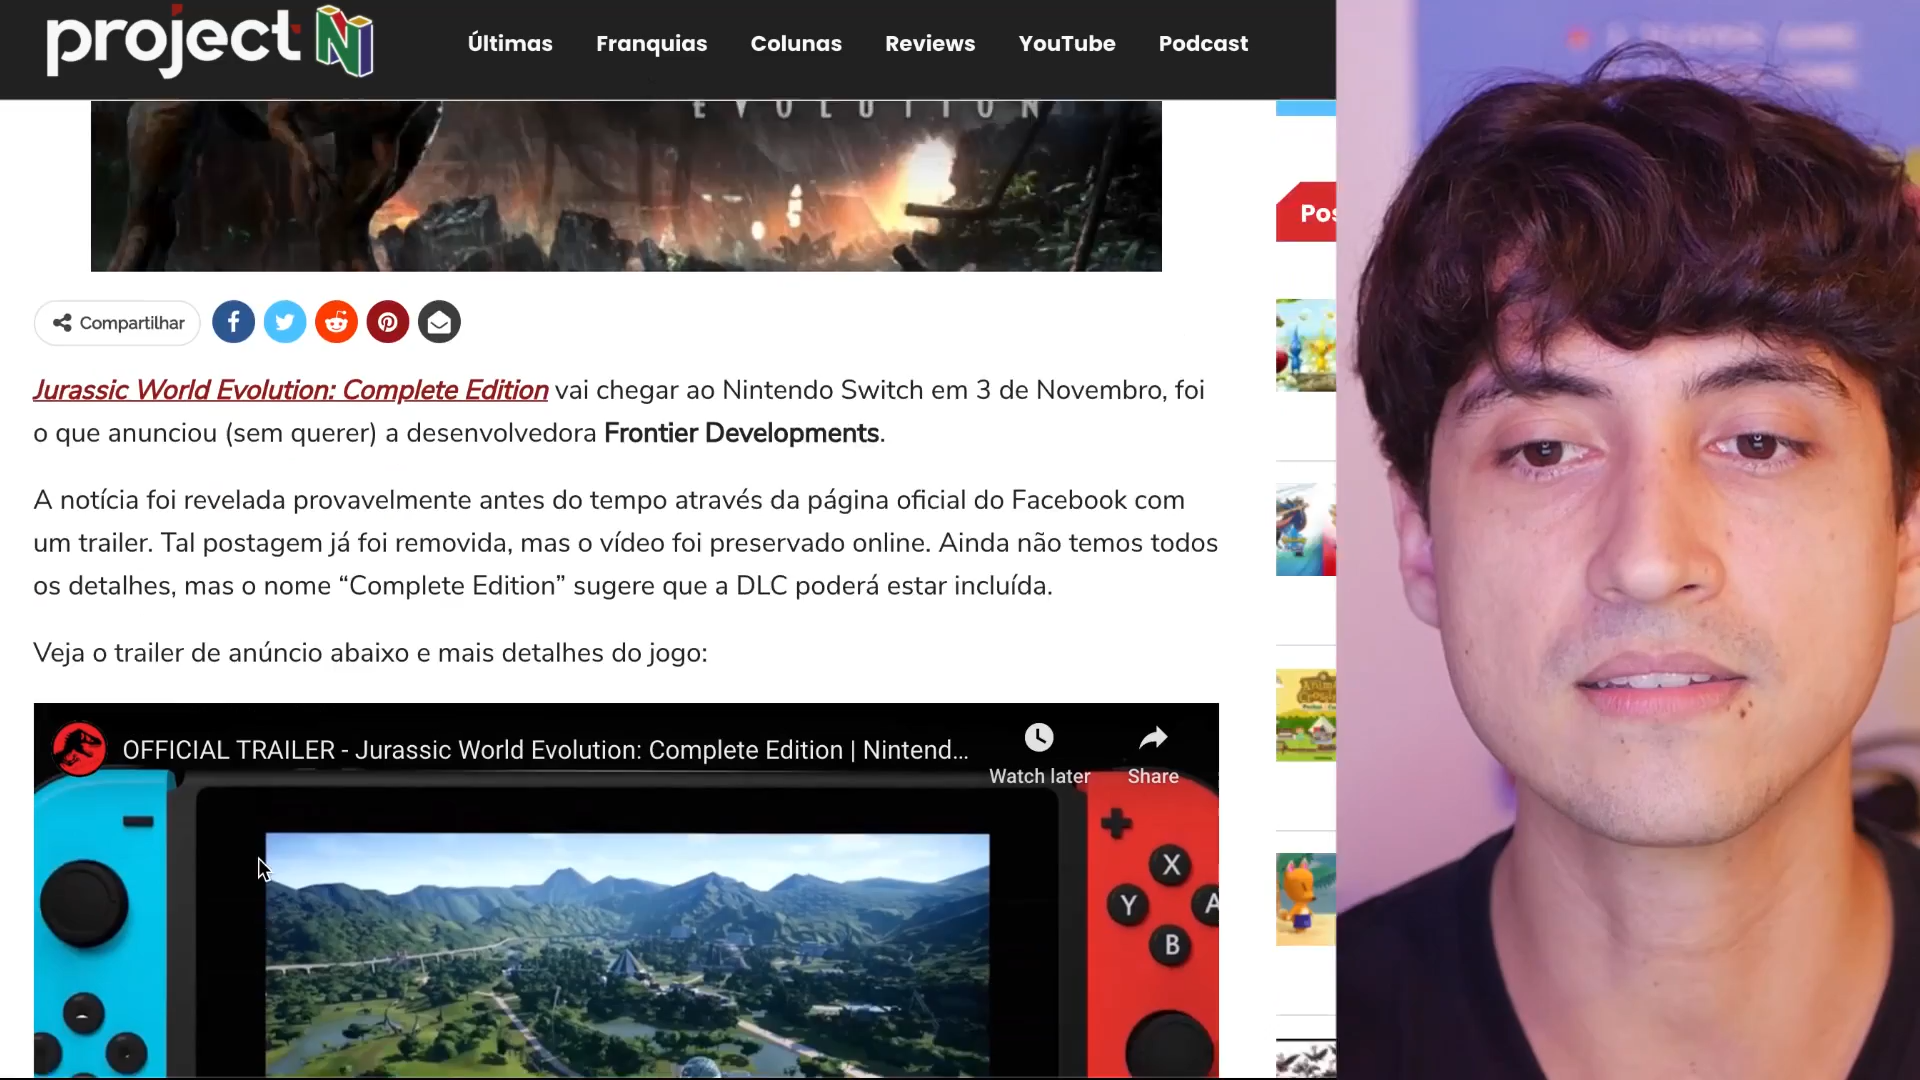 project N
Últimas Franquias Colunas Reviews YouTube Podcast
EVOLUTION
Pos
Compartilhar
Jurassic World Evolution: Complete Edition vai chegar ao Nintendo Switch em 3 de Novembro, foi
o que anunciou (sem querer) a desenvolvedora Frontier Developments.
A notícia foi revelada provavelmente antes do tempo através da página oficial do Facebook com
um trailer. Tal postagem já foi removida, mas o vídeo foi preservado online. Ainda não temos todos
os detalhes, mas o nome “Complete Edition” sugere que a DLC poderá estar incluída.
Veja o trailer de anúncio abaixo e mais detalhes do jogo:
OFFICIAL TRAILER - Jurassic World Evolution: Complete Edition | Nintend...
Watch later
Share
X
Y
A
B